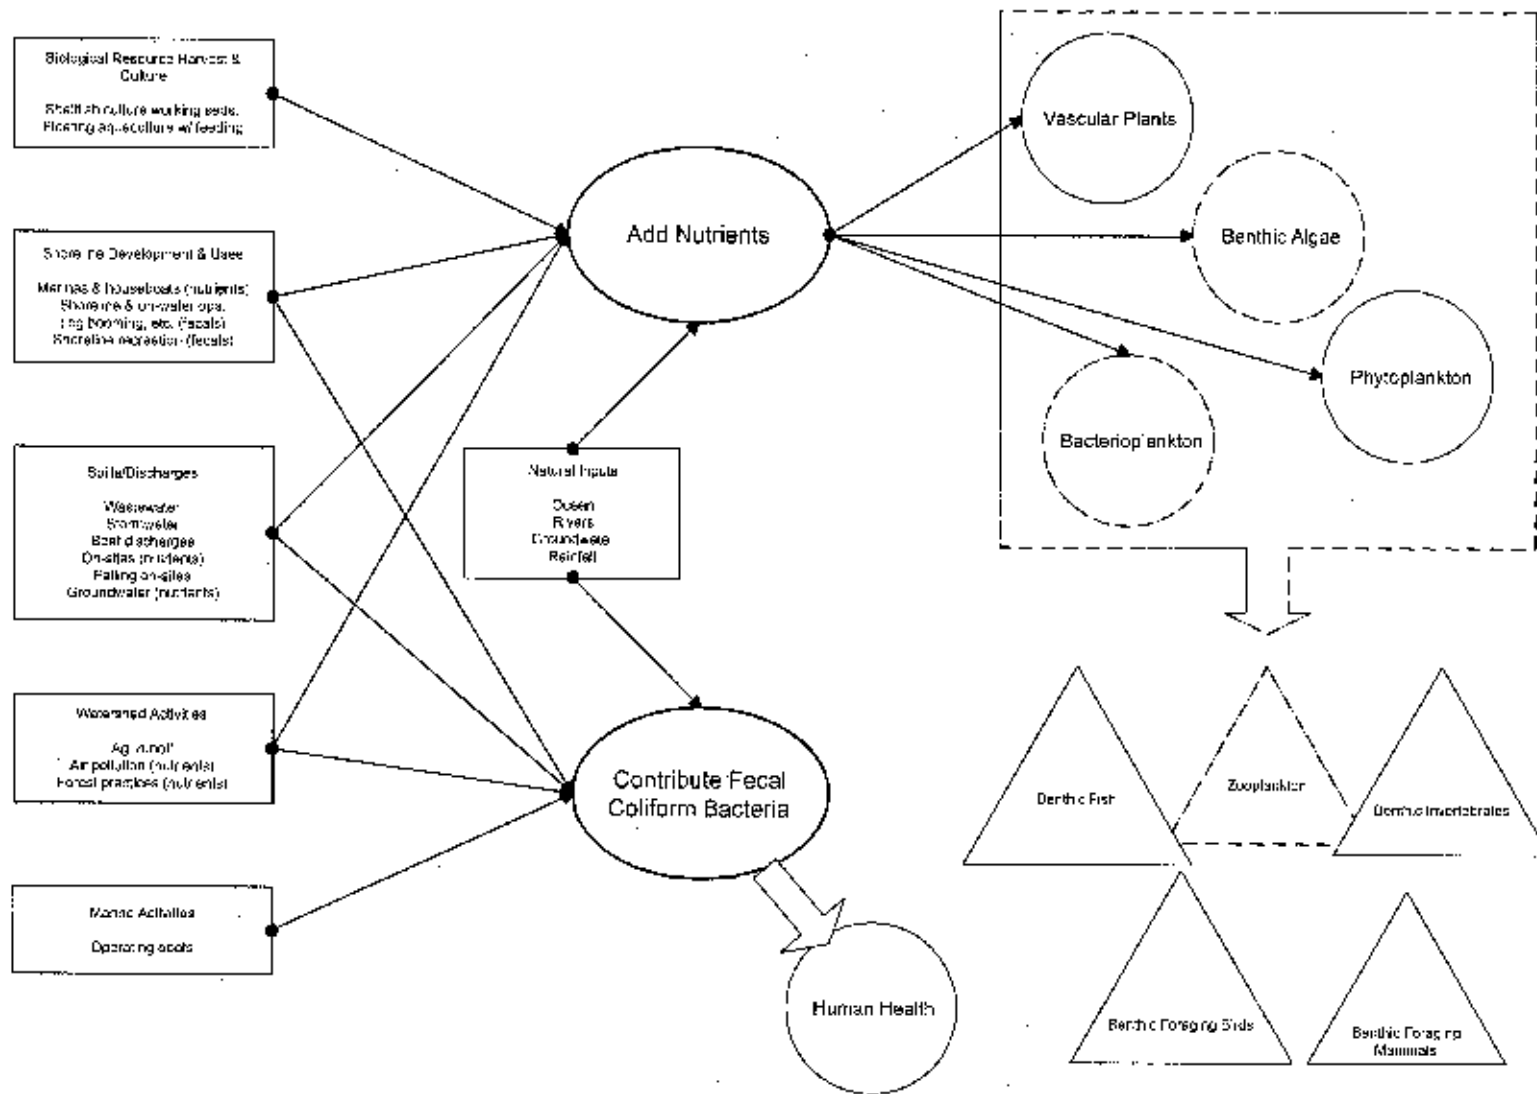 Biological Resource Harvest &
Culture
Shellfish culture working beds.
Floating aquaculture w/ feeding
Shoreline Development & Uses
Marinas & houseboats (nutrients)
Shoreline & on-water ops.
Log booming, etc. (fecals)
Shoreline recreation (fecals)
Spills/Discharges
Wastewater
Stormwater
Boat discharges
On-sites (nutrients)
Failing on-sites
Groundwater (nutrients)
Watershed Activities
Ag runoff
Air pollution (nutrients)
Forest practices (nutrients)
Marine Activities
Operating boats
Add Nutrients
Natural Inputs
Ocean
Rivers
Groundwate
Rainfall
Contribute Fecal
Coliform Bacteria
Human Health
Vascular Plants
Benthic Algae
Phytoplankton
Bacterioplankton
Benthic Fish
Zooplankton
Benthic Invertebrates
Benthic Foraging Birds
Benthic Foraging
Mammals